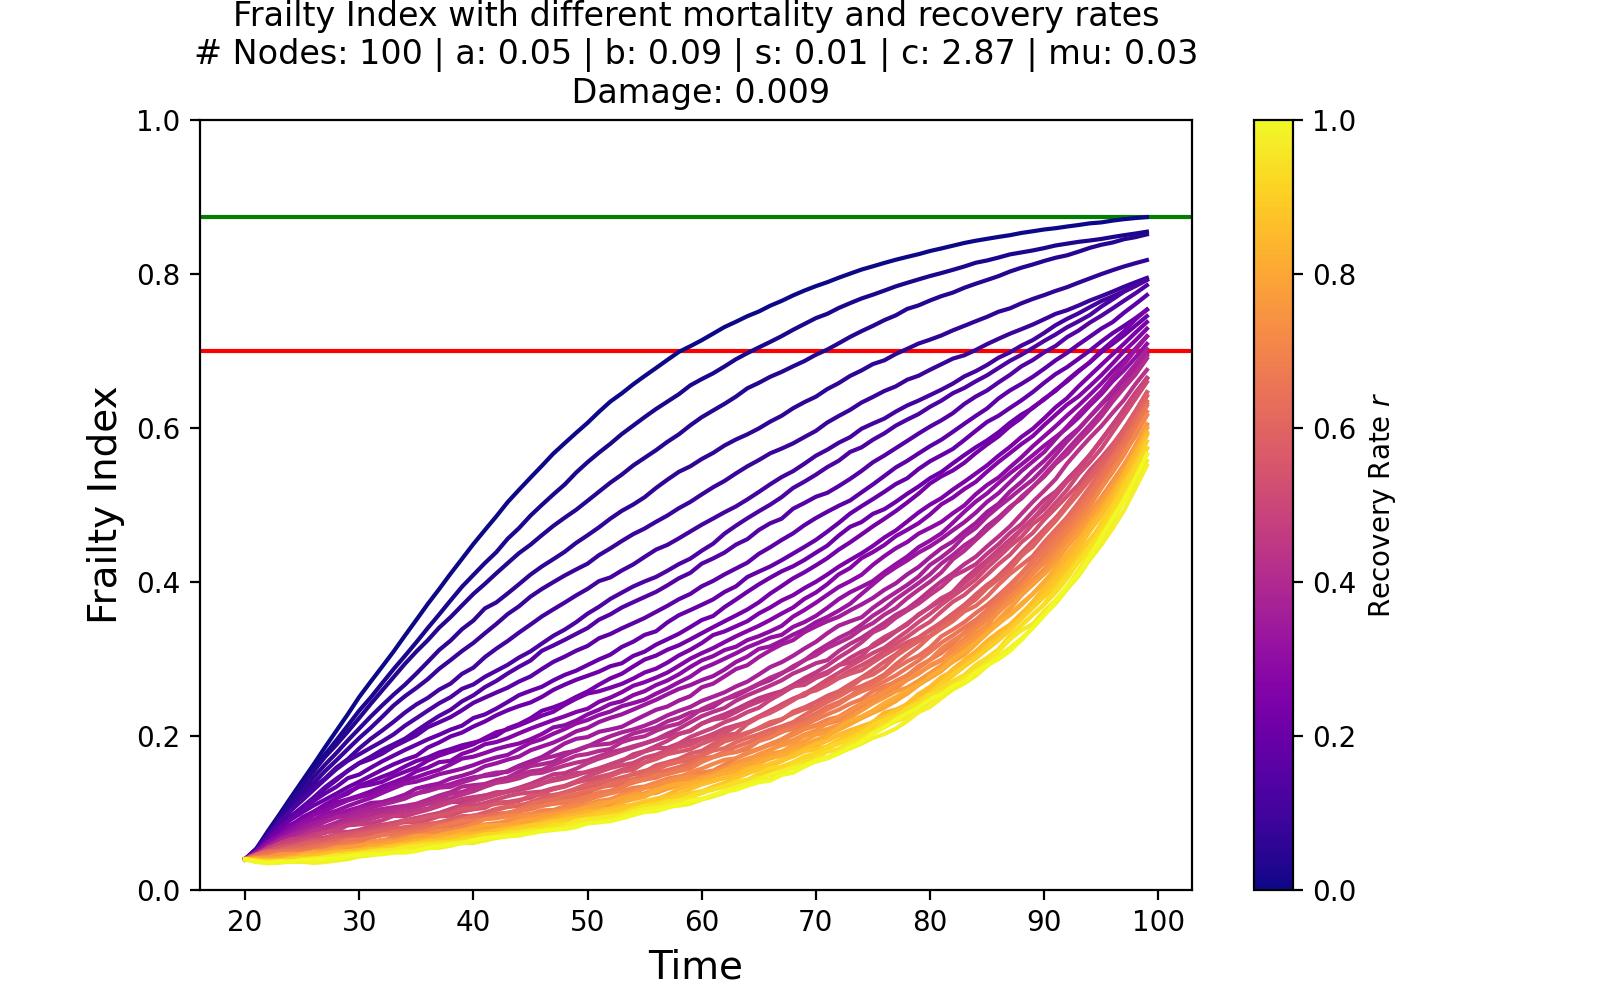 Frailty Index with different mortality and recovery rates
# Nodes: 100 | a: 0.05 | b: 0.09 | s: 0.01 | c: 2.87 | mu: 0.03
Damage: 0.009
1.0
0.8
0.6
0.4
0.2
0.0
Frailty Index
20 30 40 50 60 70 80 90 100
Time
1.0
0.8
0.6
0.4
0.2
0.0
Recovery Rate r